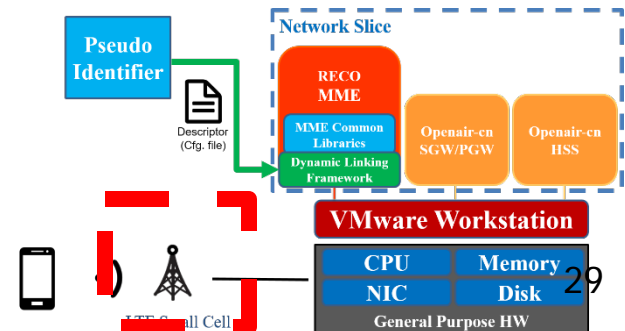 Network Slice
Pseudo
Identifier
RECO
MME
Descriptor
(Cfg. file)
MME Common
Libraries
Dynamic Linking
Framework
Openair-cn
SGW/PGW
Openair-cn
HSS
VMware Workstation
CPU
Memory
NIC
Disk
29
General Purpose HW
Cell